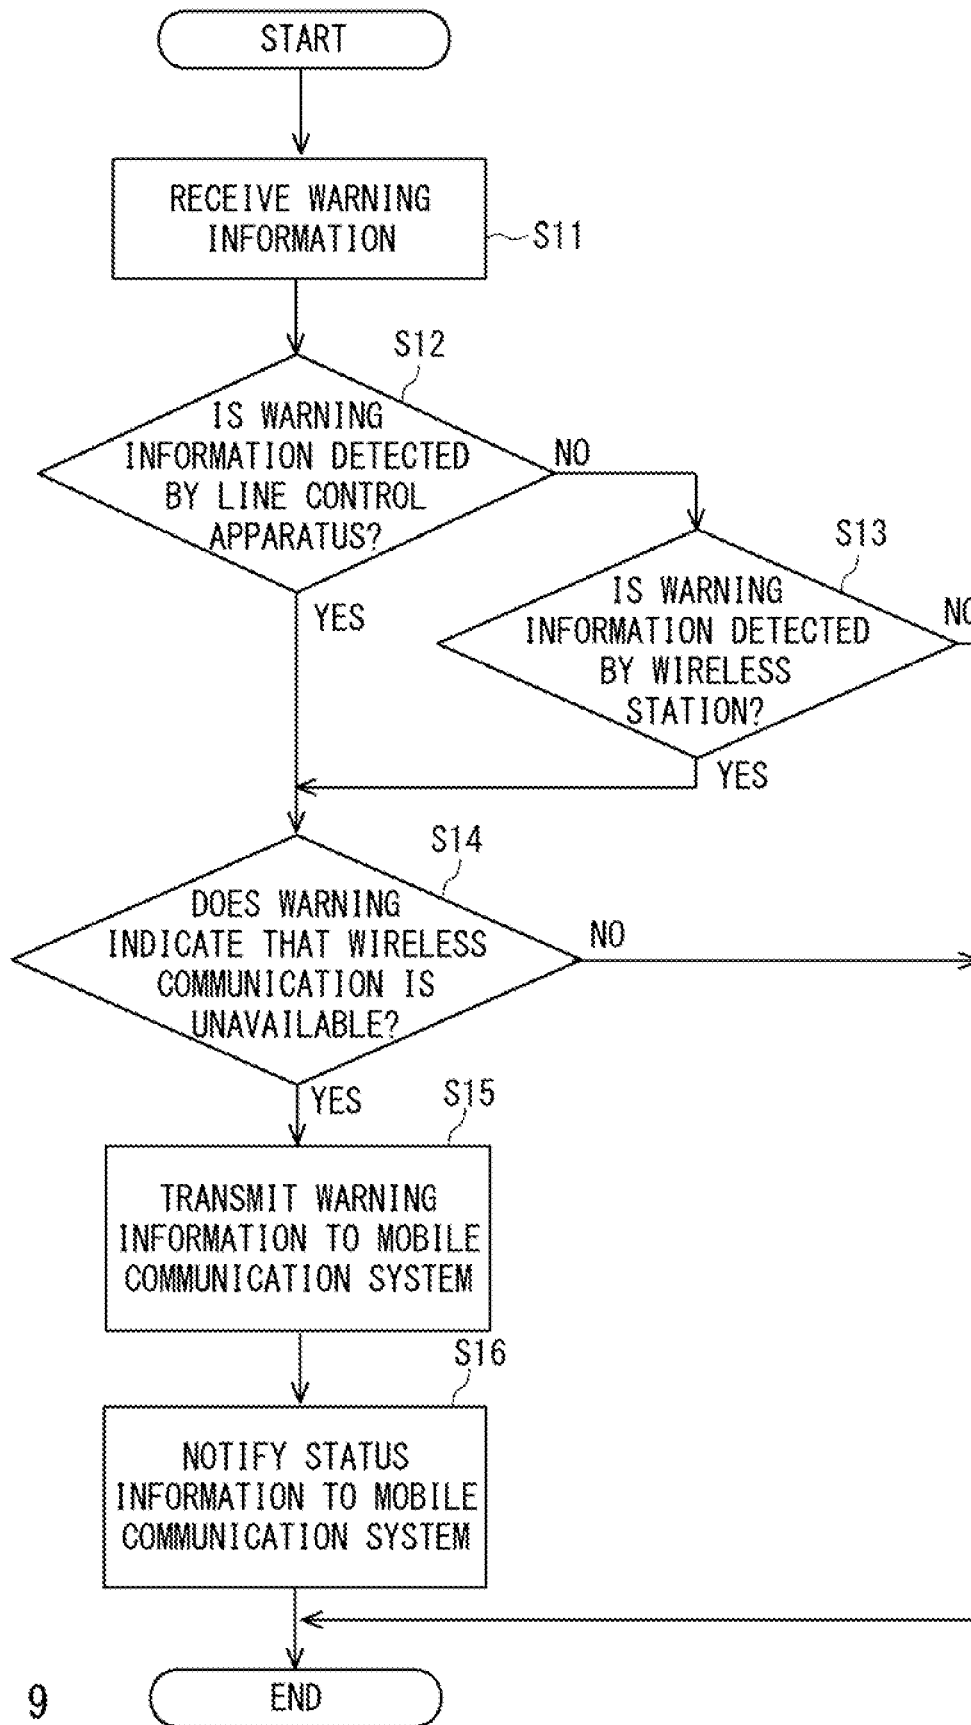 START
RECEIVE WARNING
INFORMATION
S11
S12
IS WARNING
INFORMATION DETECTED
BY LINE CONTROL
APPARATUS?
NO
YES
S13
IS WARNING
INFORMATION DETECTED
BY WIRELESS
STATION?
NO
YES
S14
DOES WARNING
INDICATE THAT WIRELESS
COMMUNICATION IS
UNAVAILABLE?
NO
YES
S15
TRANSMIT WARNING
INFORMATION TO MOBILE
COMMUNICATION SYSTEM
S16
NOTIFY STATUS
INFORMATION TO MOBILE
COMMUNICATION SYSTEM
END
9